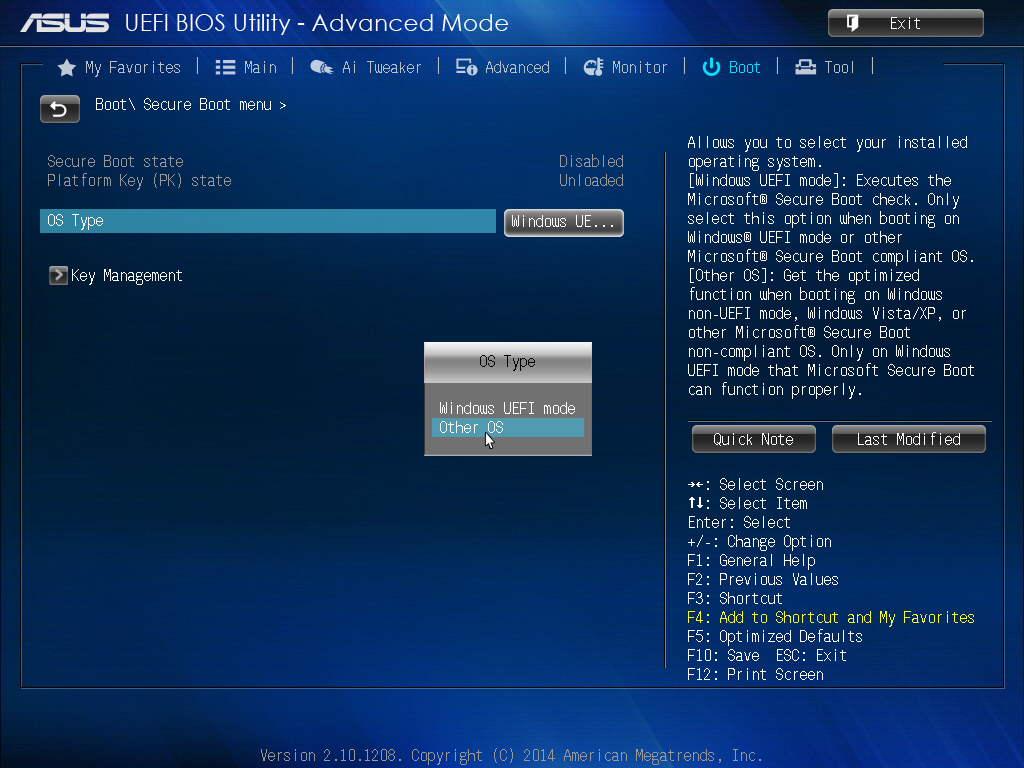 ASUS UEFI BIOS Utility - Advanced Mode
Exit
My Favorites
Main
Ai Tweaker
Advanced
Monitor
Boot
Tool
Boot\ Secure Boot menu >
Secure Boot state Disabled
Platform Key (PK) state Unloaded
OS Type Windows UE...
Key Management
OS Type
Windows UEFI mode
Other OS
Allows you to select your installed
operating system.
[Windows UEFI mode]: Executes the
Microsoft® Secure Boot check. Only
select this option when booting on
Windows® UEFI mode or other
Microsoft® Secure Boot compliant OS.
[Other OS]: Get the optimized
function when booting on Windows
non-UEFI mode, Windows Vista/XP, or
other Microsoft® Secure Boot
non-compliant OS. Only on Windows
UEFI mode that Microsoft Secure Boot
can function properly.
Quick Note
Last Modified
→←: Select Screen
↑↓: Select Item
Enter: Select
+/-: Change Option
F1: General Help
F2: Previous Values
F3: Shortcut
F4: Add to Shortcut and My Favorites
F5: Optimized Defaults
F10: Save ESC: Exit
F12: Print Screen
Version 2.10.1208. Copyright (C) 2014 American Megatrends, Inc.